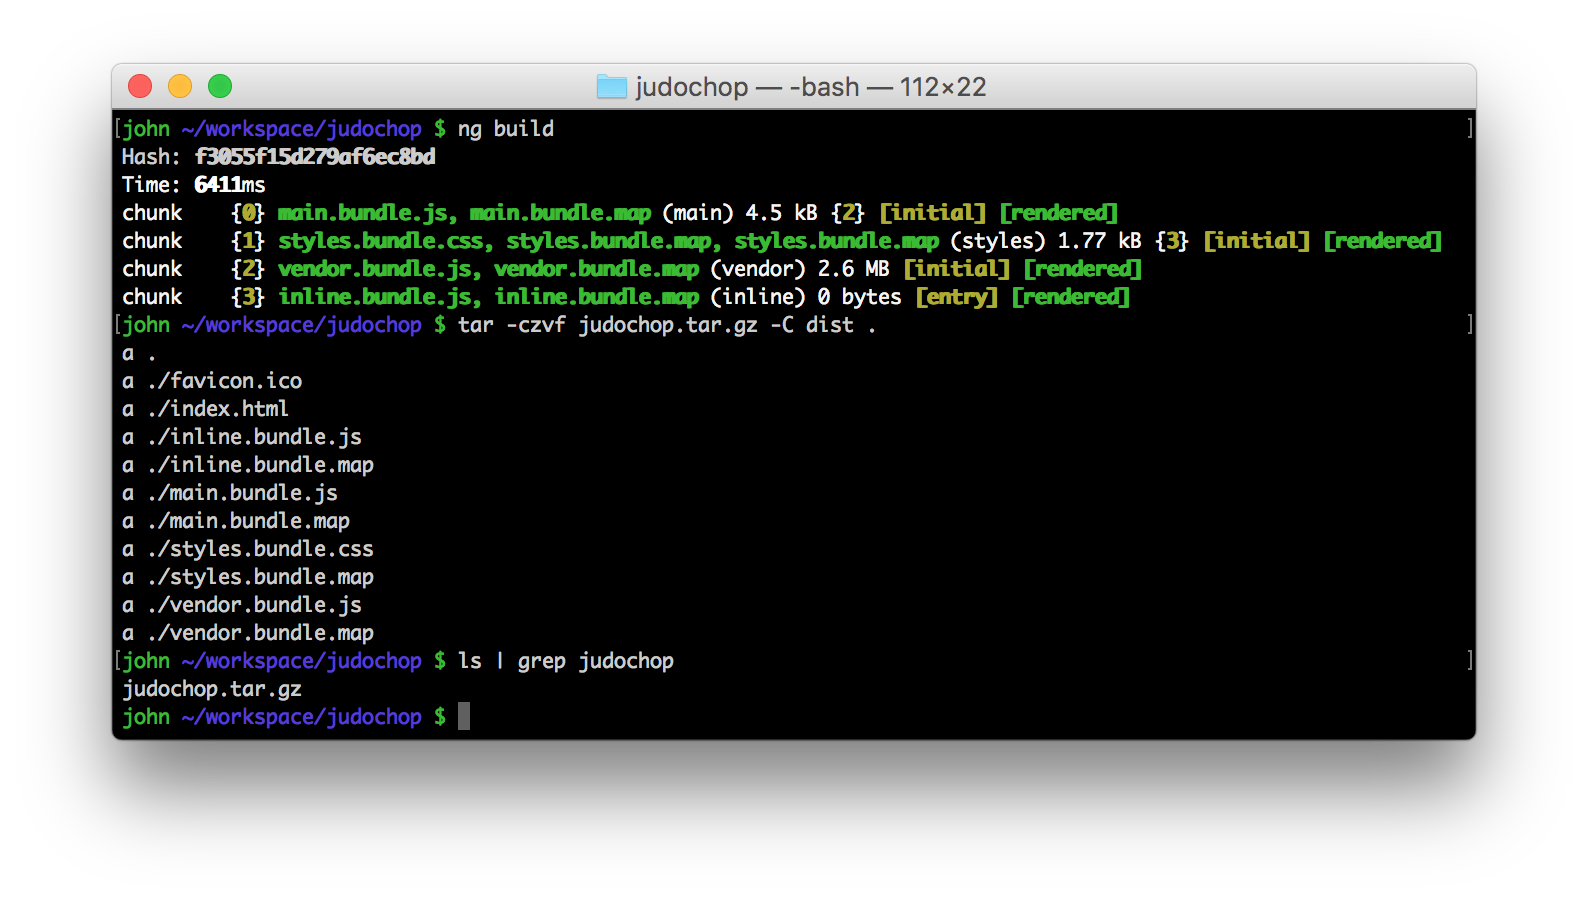 judochop — -bash — 112×22
[john ~/workspace/judochop $ ng build ]
Hash: f3055f15d279af6ec8bd
Time: 6411ms
chunk    {0} main.bundle.js, main.bundle.map (main) 4.5 kB {2} [initial] [rendered]
chunk    {1} styles.bundle.css, styles.bundle.map, styles.bundle.map (styles) 1.77 kB {3} [initial] [rendered]
chunk    {2} vendor.bundle.js, vendor.bundle.map (vendor) 2.6 MB [initial] [rendered]
chunk    {3} inline.bundle.js, inline.bundle.map (inline) 0 bytes [entry] [rendered]
[john ~/workspace/judochop $ tar -czvf judochop.tar.gz -C dist . ]
a .
a ./favicon.ico
a ./index.html
a ./inline.bundle.js
a ./inline.bundle.map
a ./main.bundle.js
a ./main.bundle.map
a ./styles.bundle.css
a ./styles.bundle.map
a ./vendor.bundle.js
a ./vendor.bundle.map
[john ~/workspace/judochop $ ls | grep judochop ]
judochop.tar.gz
john ~/workspace/judochop $